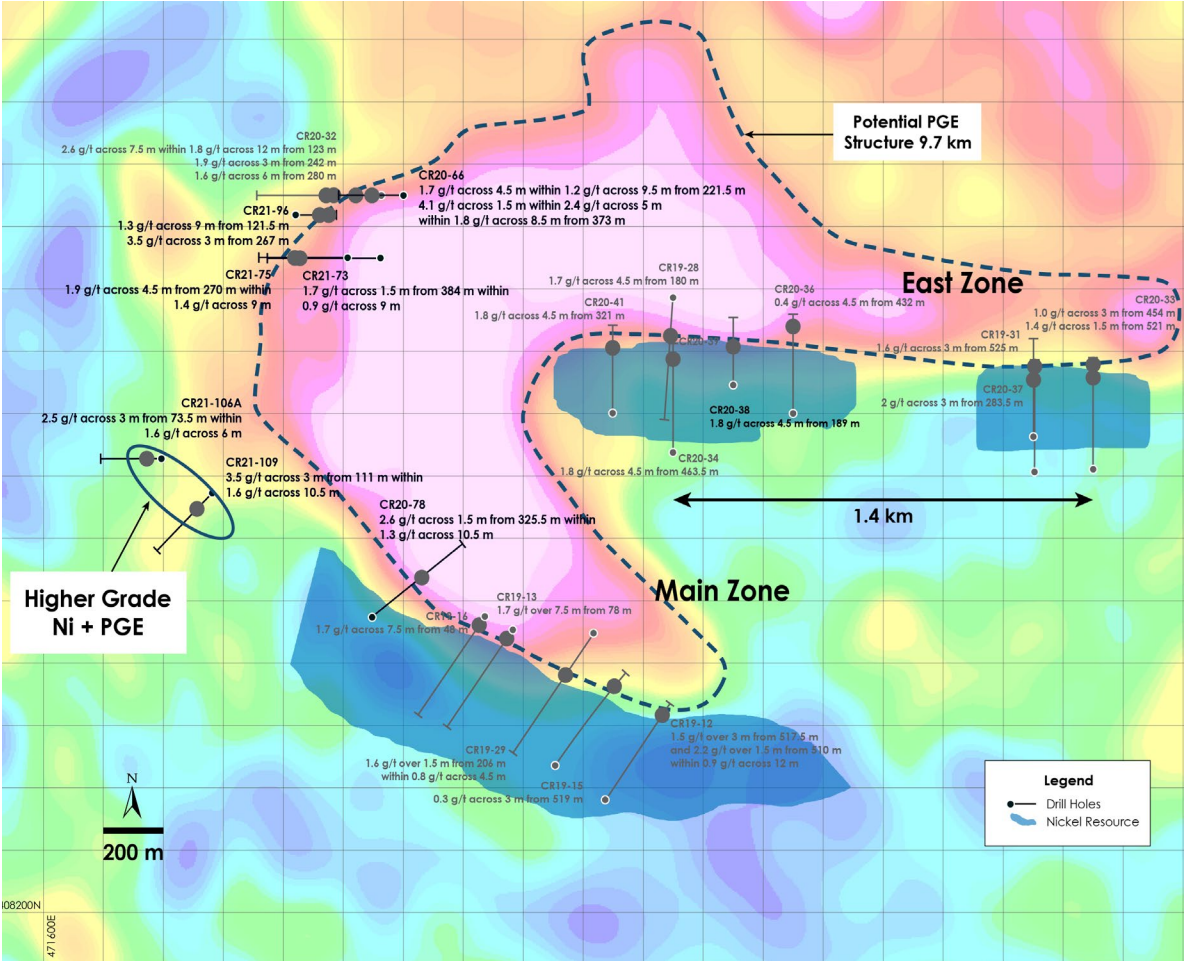 CR20-32
2.6 g/t across 7.5 m within 1.8 g/t across 12 m from 123 m
1.9 g/t across 3 m from 242 m
1.6 g/t across 6 m from 280 m
CR20-66
1.7 g/t across 4.5 m within 1.2 g/t across 9.5 m from 221.5 m
4.1 g/t across 1.5 m within 2.4 g/t across 5 m
within 1.8 g/t across 8.5 m from 373 m
Potential PGE
Structure 9.7 km
CR21-96
1.3 g/t across 9 m from 121.5 m
3.5 g/t across 3 m from 267 m
CR21-75
1.9 g/t across 4.5 m from 270 m within
1.4 g/t across 9 m
CR21-73
1.7 g/t across 1.5 m from 384 m within
0.9 g/t across 9 m
CR19-28
1.7 g/t across 4.5 m from 180 m
CR20-41
1.8 g/t across 4.5 m from 321 m
CR20-36
0.4 g/t across 4.5 m from 432 m
East Zone
CR20-33
1.0 g/t across 3 m from 454 m
1.4 g/t across 1.5 m from 521 m
CR19-31
1.6 g/t across 3 m from 525 m
CR20-37
2 g/t across 3 m from 283.5 m
CR20-38
1.8 g/t across 4.5 m from 189 m
CR20-34
1.8 g/t across 4.5 m from 463.5 m
1.4 km
CR21-106A
2.5 g/t across 3 m from 73.5 m within
1.6 g/t across 6 m
CR21-109
3.5 g/t across 3 m from 111 m within
1.6 g/t across 10.5 m
CR20-78
2.6 g/t across 1.5 m from 325.5 m within
1.3 g/t across 10.5 m
Higher Grade
Ni + PGE
Main Zone
CR19-13
1.7 g/t over 7.5 m from 78 m
CR19-16
1.7 g/t across 7.5 m from 48 m
CR19-12
1.5 g/t over 3 m from 517.5 m
and 2.2 g/t over 1.5 m from 510 m
within 0.9 g/t across 12 m
CR19-29
1.6 g/t over 1.5 m from 206 m
within 0.8 g/t across 4.5 m
CR19-15
0.3 g/t across 3 m from 519 m
N
200 m
Legend
Drill Holes
Nickel Resource
408200N
471600E